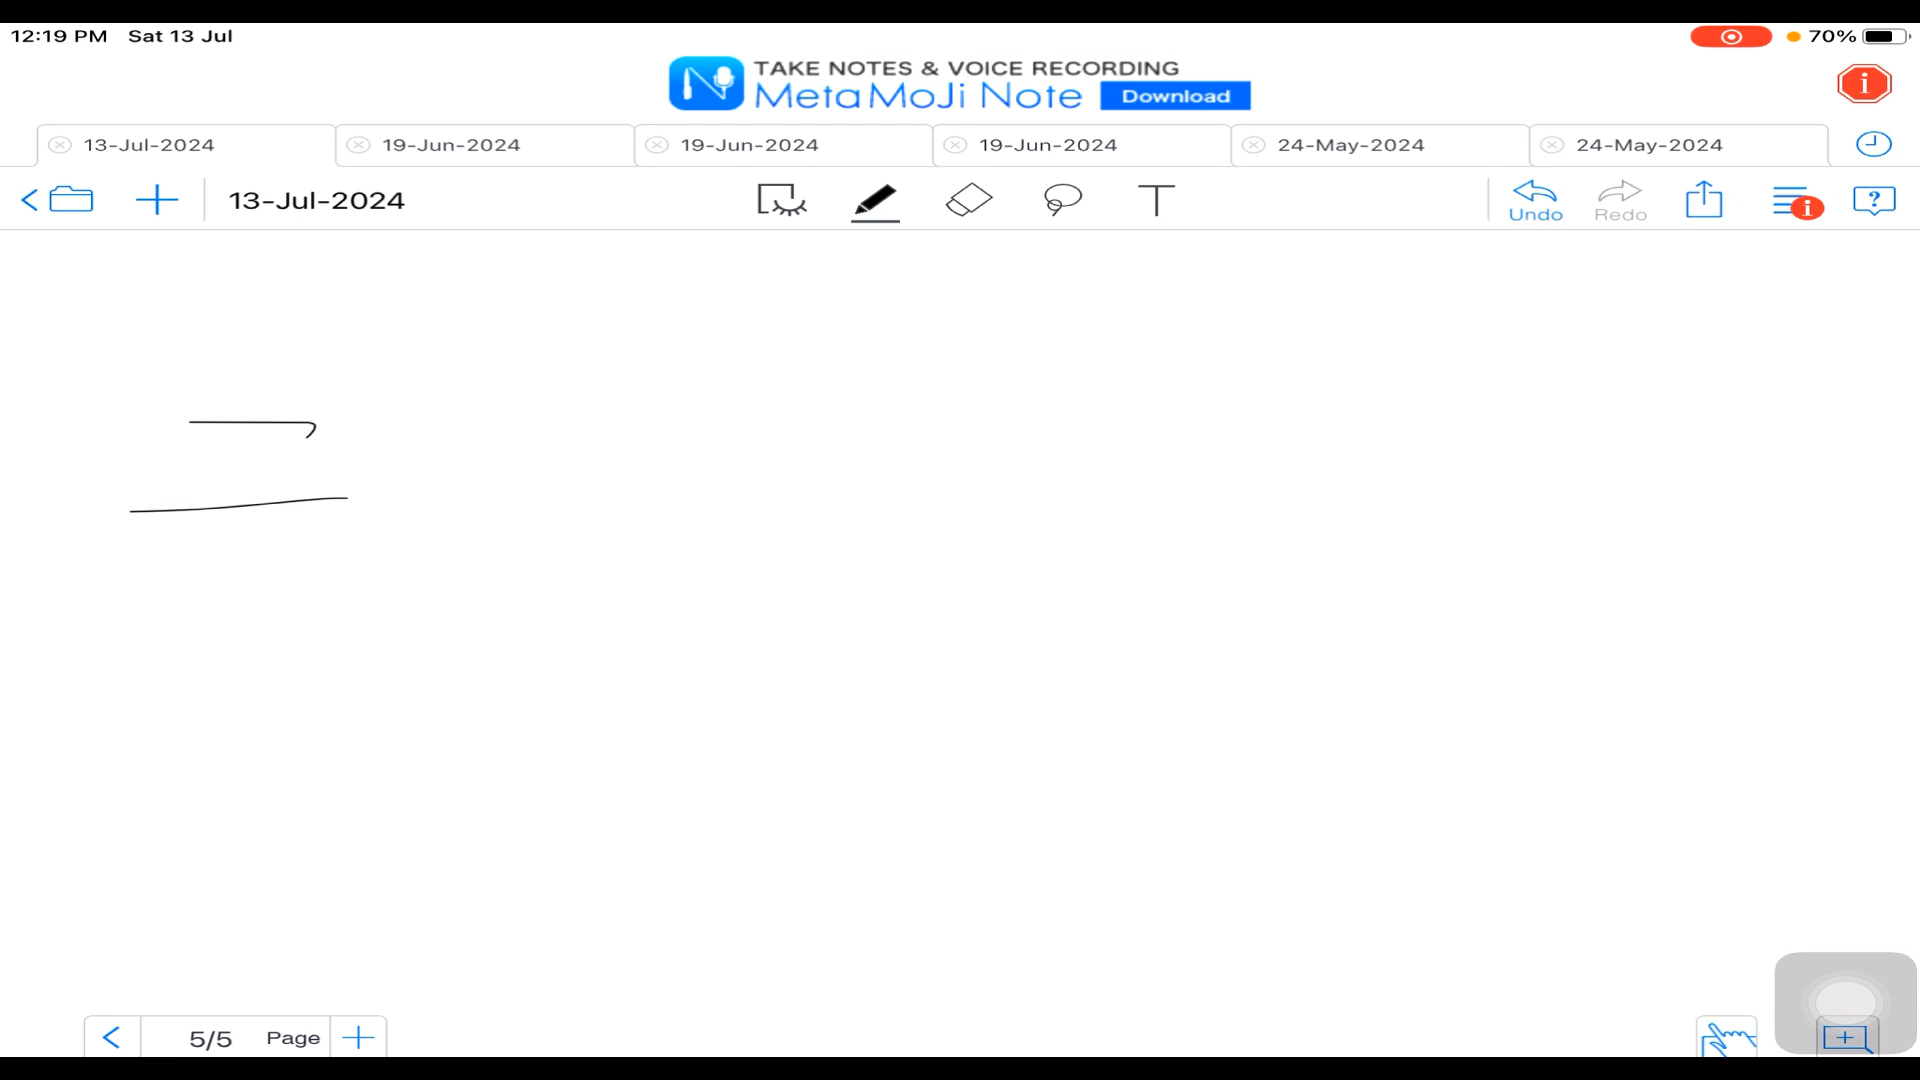 12:19 PM Sat 13 Jul 70%
TAKE NOTES & VOICE RECORDING
MetaMoJi Note Download
13-Jul-2024 19-Jun-2024 19-Jun-2024 19-Jun-2024 24-May-2024 24-May-2024
13-Jul-2024 T Undo Redo ?
5/5 Page